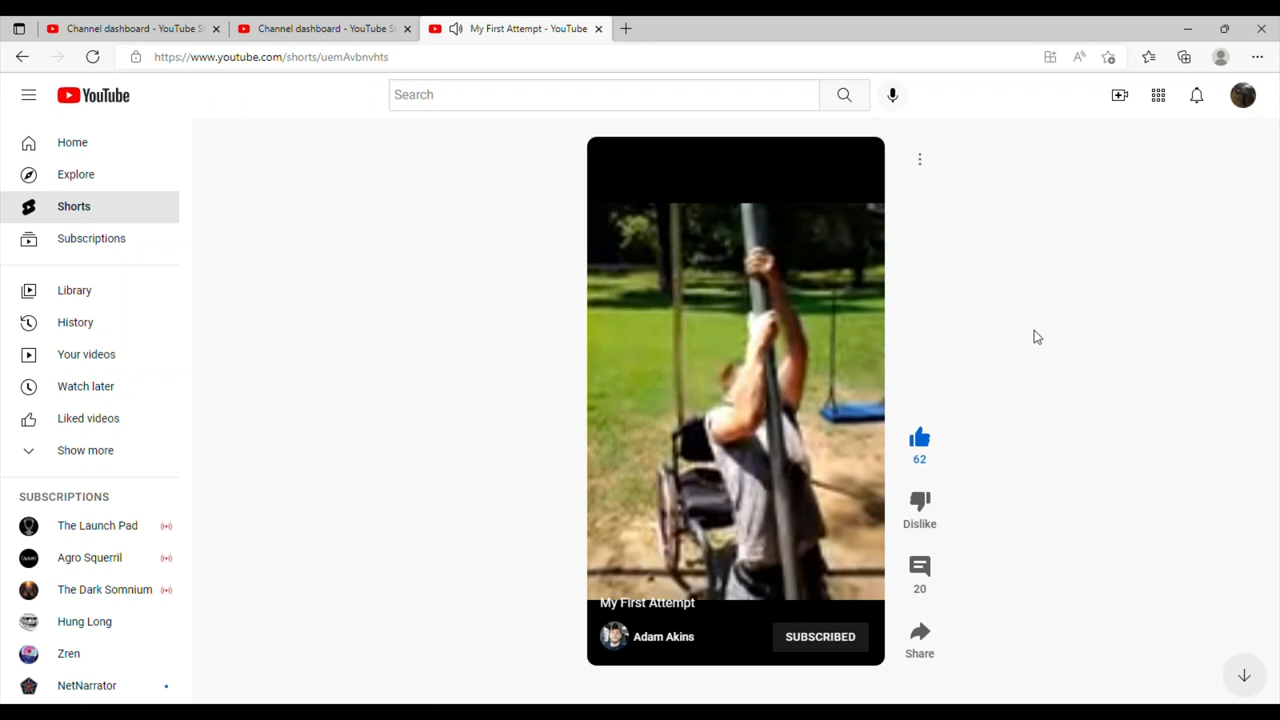 Channel dashboard - YouTube S
Channel dashboard - YouTube S
My First Attempt - YouTube
https://www.youtube.com/shorts/uemAvbnvhts
YouTube
Search
Home
Explore
Shorts
Subscriptions
Library
History
Your videos
Watch later
Liked videos
Show more
SUBSCRIPTIONS
The Launch Pad
Agro Squerril
The Dark Somnium
Hung Long
Zren
NetNarrator
My First Attempt
Adam Akins
SUBSCRIBED
62
Dislike
20
Share